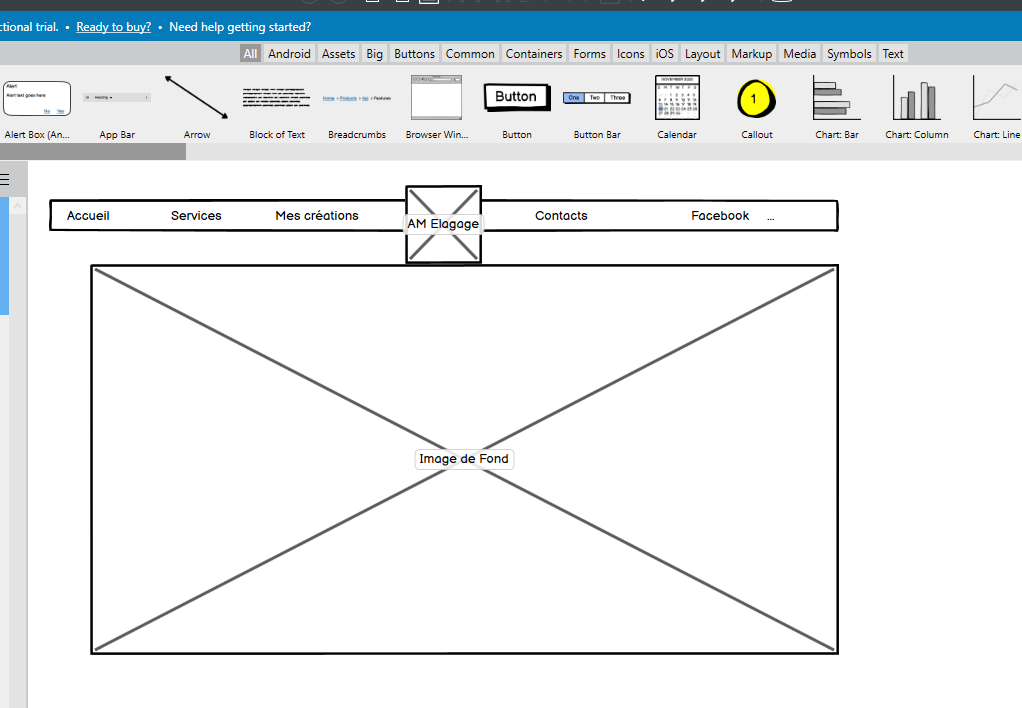 ctional trial. • Ready to buy? • Need help getting started?
All Android Assets Big Buttons Common Containers Forms Icons iOS Layout Markup Media Symbols Text
Alert
Alert text goes here
No Yes
Heading
Home > Products > App > Features
Button
One Two Three
NOVEMBER 2022
S M T W T F S
1
Alert Box (An... App Bar Arrow Block of Text Breadcrumbs Browser Win... Button Button Bar Calendar Callout Chart: Bar Chart: Column Chart: Line
Accueil Services Mes créations AM Elagage Contacts Facebook ...
Image de Fond